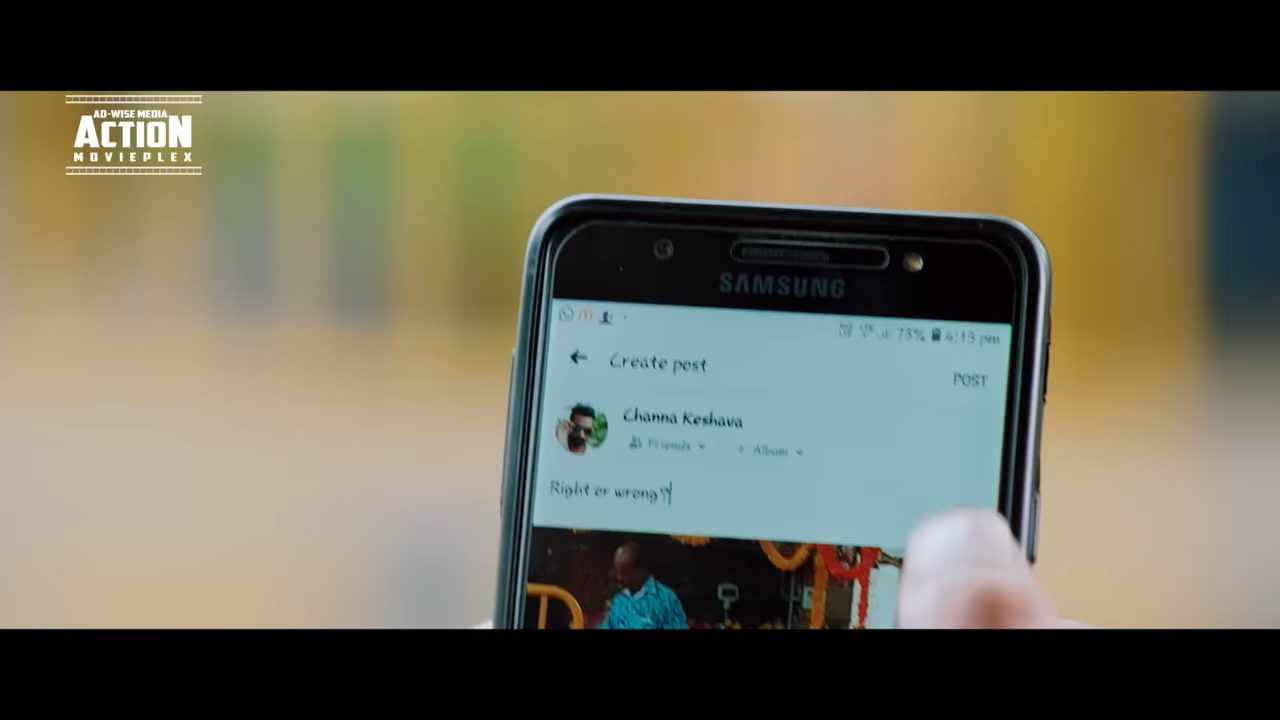 AD-WISE MEDIA
ACTION
MOVIEPLEX
SAMSUNG
73% 4:13 pm
Create post
POST
Channa Keshava
Friends + Album
Right or wrong?